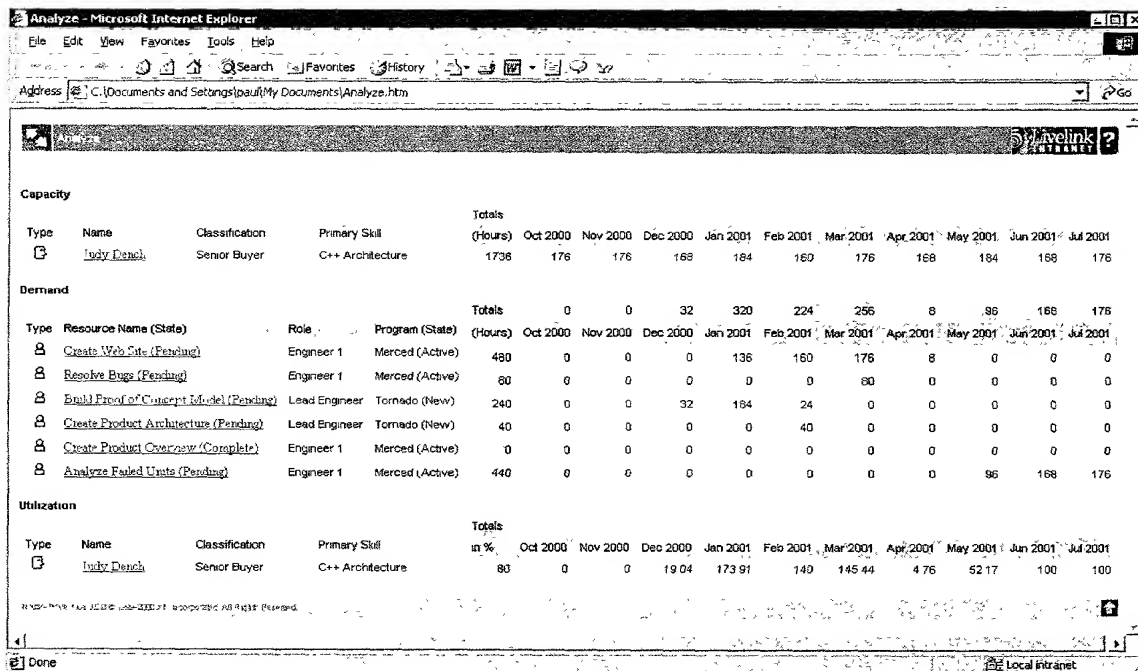 Analyze - Microsoft Internet Explorer
File Edit View Favorites Tools Help
Search Favorites History
Address C:\Documents and Settings\paul\My Documents\Analyze.htm Go
Analyze Livelink INTRANET ?
Capacity
Totals
Type Name Classification Primary Skill (Hours) Oct 2000 Nov 2000 Dec 2000 Jan 2001 Feb 2001 Mar 2001 Apr 2001 May 2001 Jun 2001 Jul 2001
Judy Dench Senior Buyer C++ Architecture 1736 176 176 168 184 160 176 168 184 168 176
Demand
Totals 0 0 32 320 224 256 8 96 168 176
Type Resource Name (State) Role Program (State) (Hours) Oct 2000 Nov 2000 Dec 2000 Jan 2001 Feb 2001 Mar 2001 Apr 2001 May 2001 Jun 2001 Jul 2001
Create Web Site (Pending) Engineer 1 Merced (Active) 480 0 0 0 136 160 176 8 0 0 0
Resolve Bugs (Pending) Engineer 1 Merced (Active) 80 0 0 0 0 0 80 0 0 0 0
Build Proof of Concept Model (Pending) Lead Engineer Tornado (New) 240 0 0 32 184 24 0 0 0 0 0
Create Product Architecture (Pending) Lead Engineer Tornado (New) 40 0 0 0 0 40 0 0 0 0 0
Create Product Overview (Complete) Engineer 1 Merced (Active) 0 0 0 0 0 0 0 0 0 0 0
Analyze Failed Units (Pending) Engineer 1 Merced (Active) 440 0 0 0 0 0 0 0 96 168 176
Utilization
Totals
Type Name Classification Primary Skill in % Oct 2000 Nov 2000 Dec 2000 Jan 2001 Feb 2001 Mar 2001 Apr 2001 May 2001 Jun 2001 Jul 2001
Judy Dench Senior Buyer C++ Architecture 80 0 0 19 04 173 91 140 145 44 4 76 52 17 100 100
All Right Reserved.
Done Local intranet